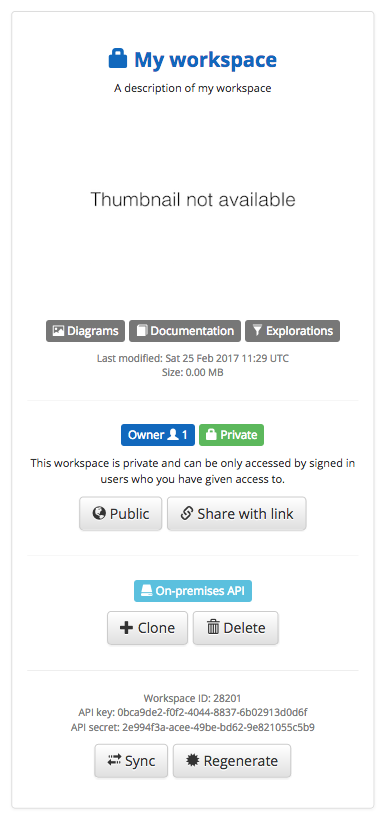 My workspace
A description of my workspace
Thumbnail not available
Diagrams Documentation Explorations
Last modified: Sat 25 Feb 2017 11:29 UTC
Size: 0.00 MB
Owner 1 Private
This workspace is private and can be only accessed by signed in
users who you have given access to.
Public Share with link
On-premises API
Clone Delete
Workspace ID: 28201
API key: 0bca9de2-f0f2-4044-8837-6b02913d0d6f
API secret: 2e994f3a-acee-49be-bd62-9e821055c5b9
Sync Regenerate